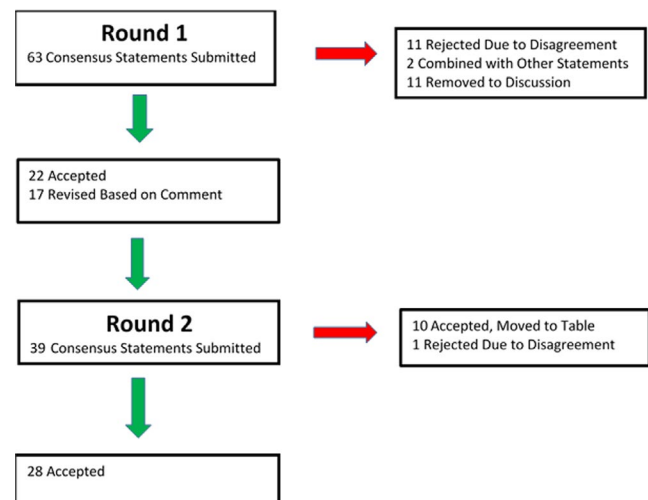 Round 1
63 Consensus Statements Submitted
11 Rejected Due to Disagreement
2 Combined with Other Statements
11 Removed to Discussion
22 Accepted
17 Revised Based on Comment
Round 2
39 Consensus Statements Submitted
10 Accepted, Moved to Table
1 Rejected Due to Disagreement
28 Accepted